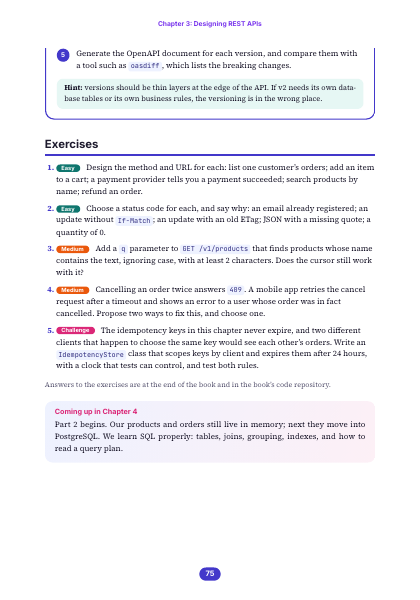 Chapter 3: Designing REST APIs
5 Generate the OpenAPI document for each version, and compare them with
a tool such as oasdiff, which lists the breaking changes.
Hint: versions should be thin layers at the edge of the API. If v2 needs its own data-
base tables or its own business rules, the versioning is in the wrong place.
Exercises
1. Easy Design the method and URL for each: list one customer's orders; add an item
to a cart; a payment provider tells you a payment succeeded; search products by
name; refund an order.
2. Easy Choose a status code for each, and say why: an email already registered; an
update without If-Match; an update with an old ETag; JSON with a missing quote; a
quantity of 0.
3. Medium Add a q parameter to GET /v1/products that finds products whose name
contains the text, ignoring case, with at least 2 characters. Does the cursor still work
with it?
4. Medium Cancelling an order twice answers 409. A mobile app retries the cancel
request after a timeout and shows an error to a user whose order was in fact
cancelled. Propose two ways to fix this, and choose one.
5. Challenge The idempotency keys in this chapter never expire, and two different
clients that happen to choose the same key would see each other's orders. Write an
IdempotencyStore class that scopes keys by client and expires them after 24 hours,
with a clock that tests can control, and test both rules.
Answers to the exercises are at the end of the book and in the book's code repository.
Coming up in Chapter 4
Part 2 begins. Our products and orders still live in memory; next they move into
PostgreSQL. We learn SQL properly: tables, joins, grouping, indexes, and how to
read a query plan.
75